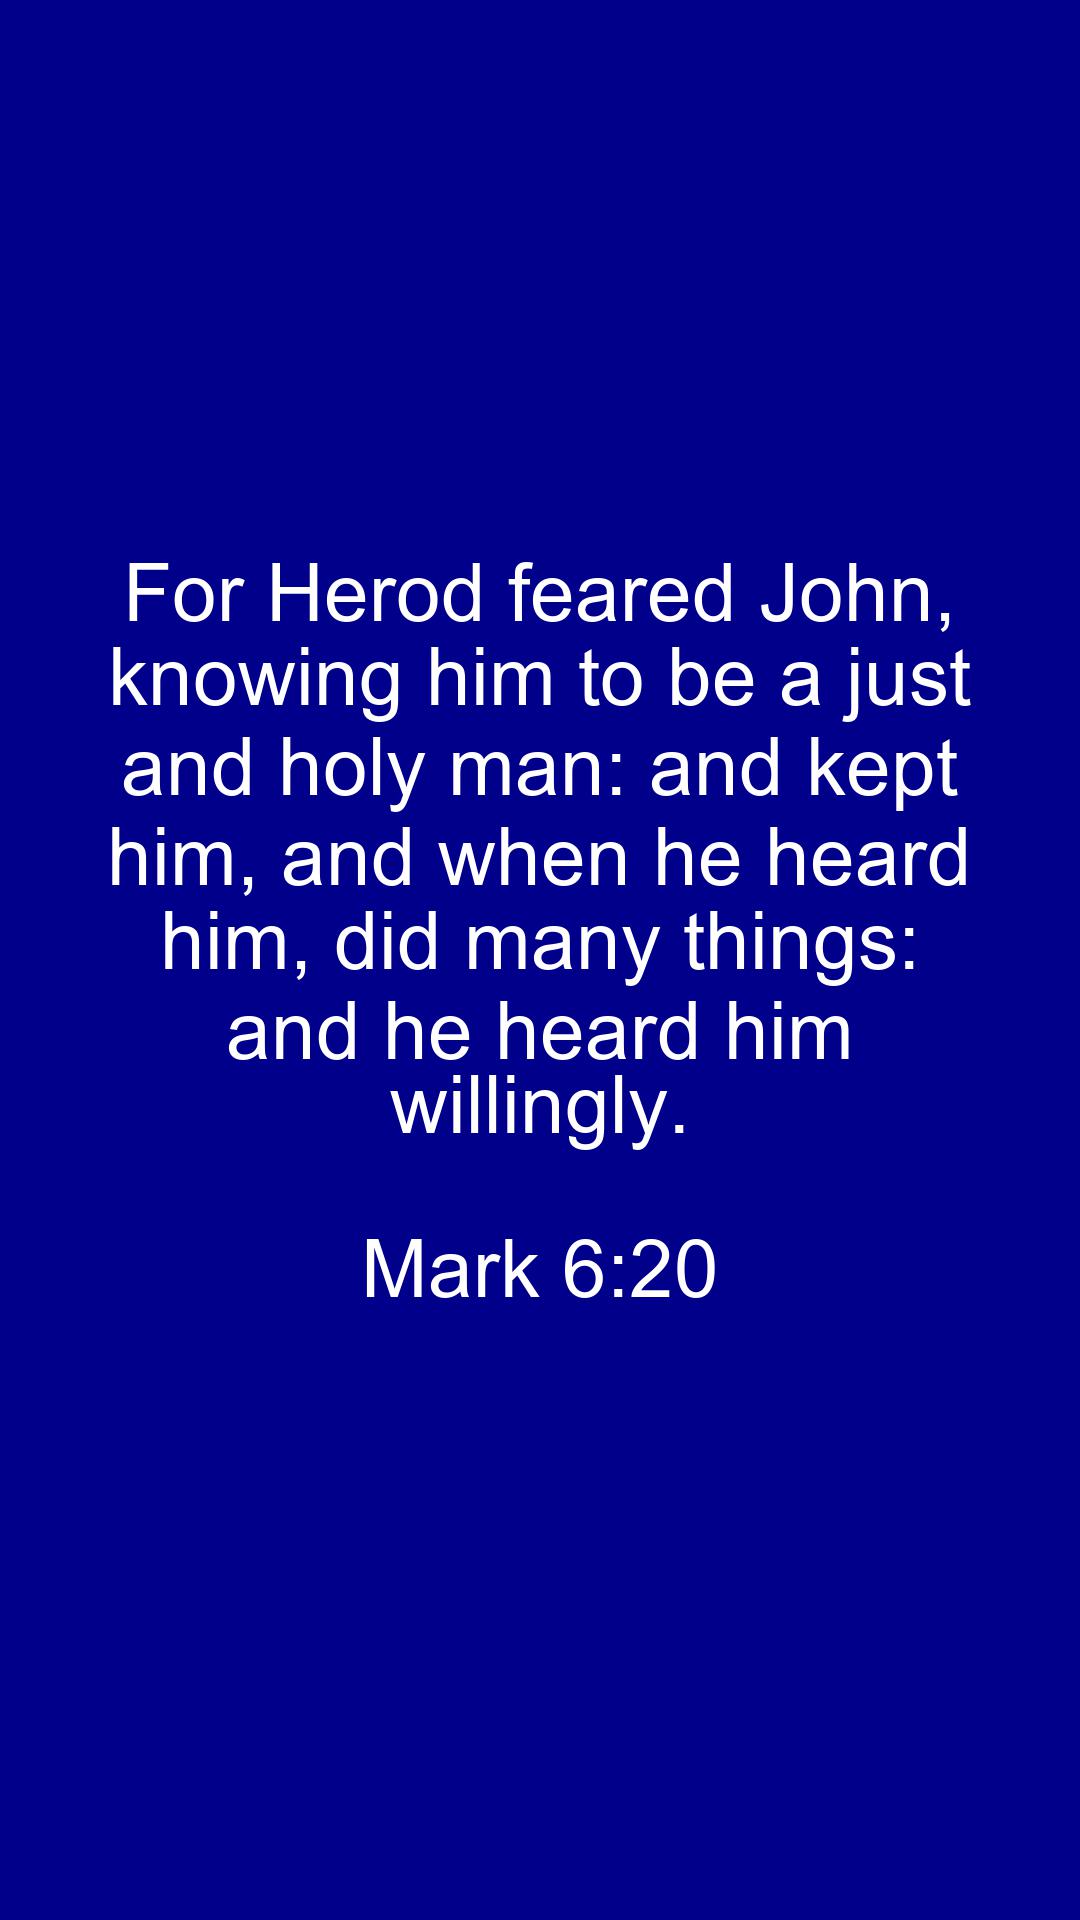 For Herod feared John,
knowing him to be a just
and holy man: and kept
him, and when he heard
him, did many things:
and he heard him
willingly.
Mark 6:20